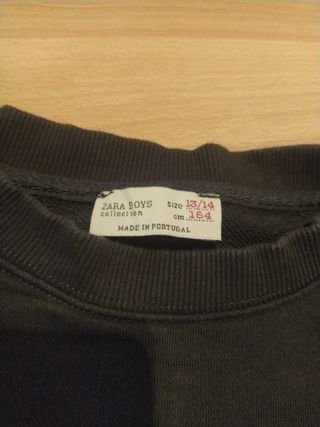 ZARA BOYS size 13/14
collection cm 164
MADE IN PORTUGAL